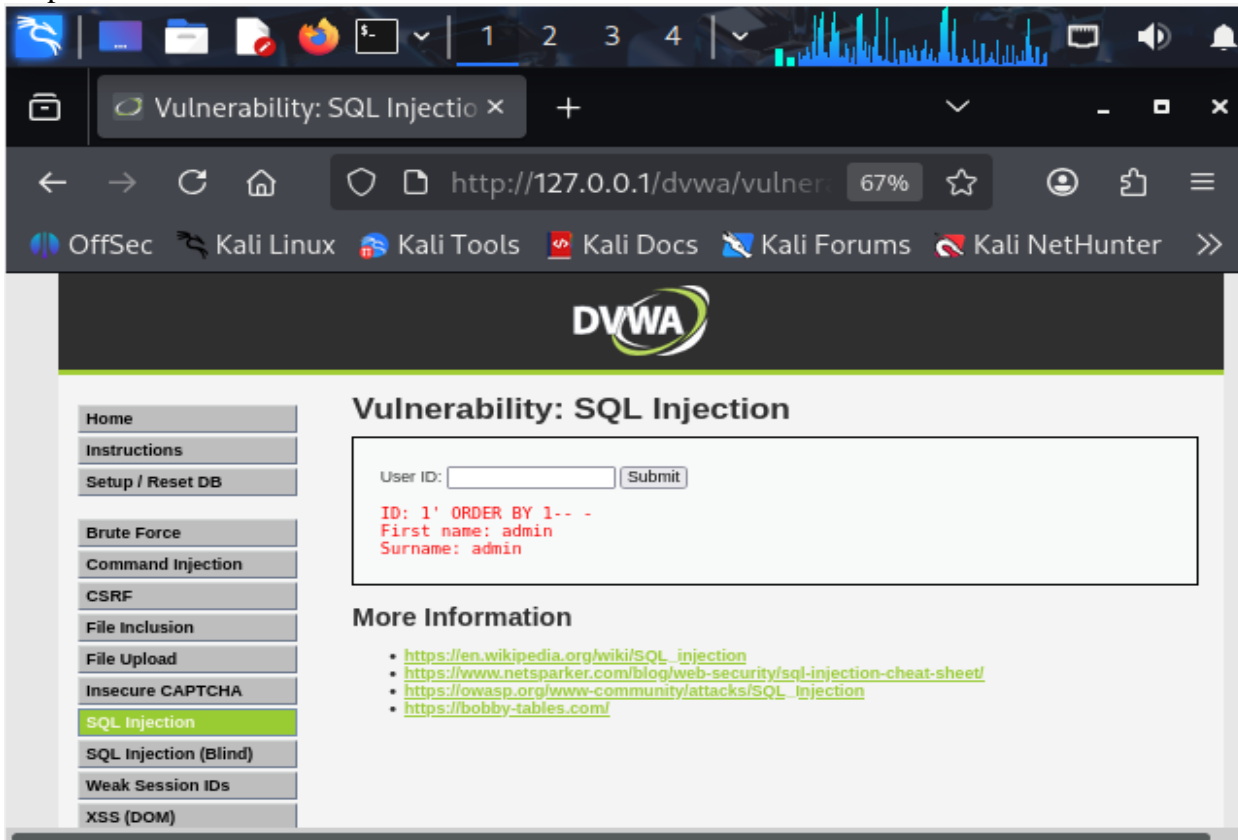 1 2 3 4
Vulnerability: SQL Injectio
http://127.0.0.1/dvwa/vulner 67%
OffSec Kali Linux Kali Tools Kali Docs Kali Forums Kali NetHunter
DVWA
Home
Instructions
Setup / Reset DB
Brute Force
Command Injection
CSRF
File Inclusion
File Upload
Insecure CAPTCHA
SQL Injection
SQL Injection (Blind)
Weak Session IDs
XSS (DOM)
Vulnerability: SQL Injection
User ID: Submit
ID: 1' ORDER BY 1-- -
First name: admin
Surname: admin
More Information
https://en.wikipedia.org/wiki/SQL_injection
https://www.netsparker.com/blog/web-security/sql-injection-cheat-sheet/
https://owasp.org/www-community/attacks/SQL_Injection
https://bobby-tables.com/